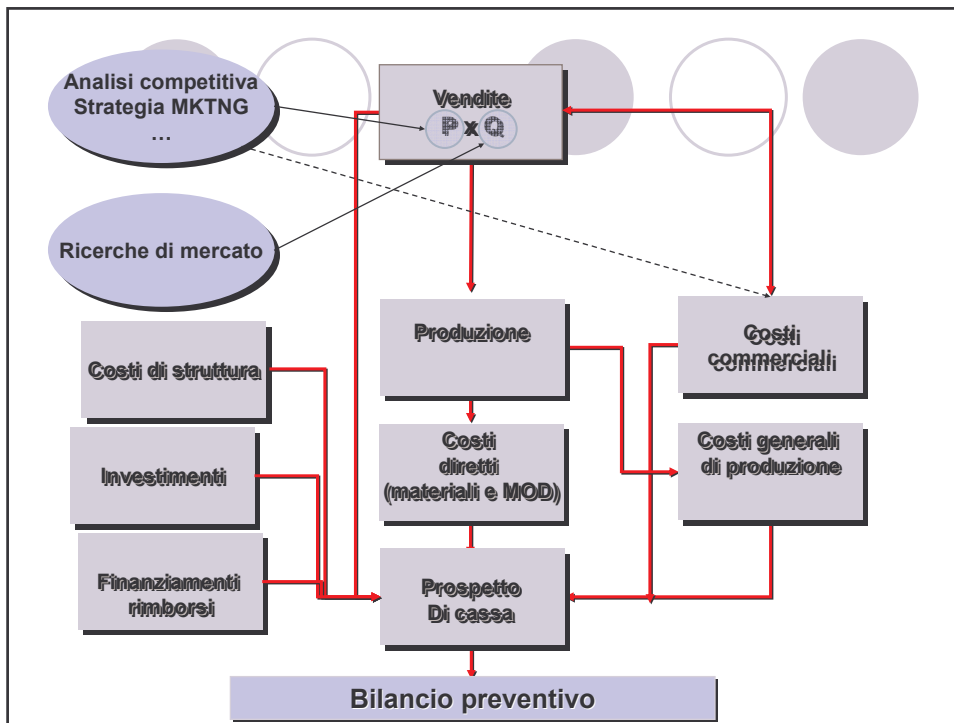 Analisi competitiva
Strategia MKTNG
...
Vendite
P x Q
Ricerche di mercato
Produzione
Costi
commerciali
Costi di struttura
Costi
diretti
(materiali e MOD)
Costi generali
di produzione
Investimenti
Finanziamenti
rimborsi
Prospetto
Di cassa
Bilancio preventivo